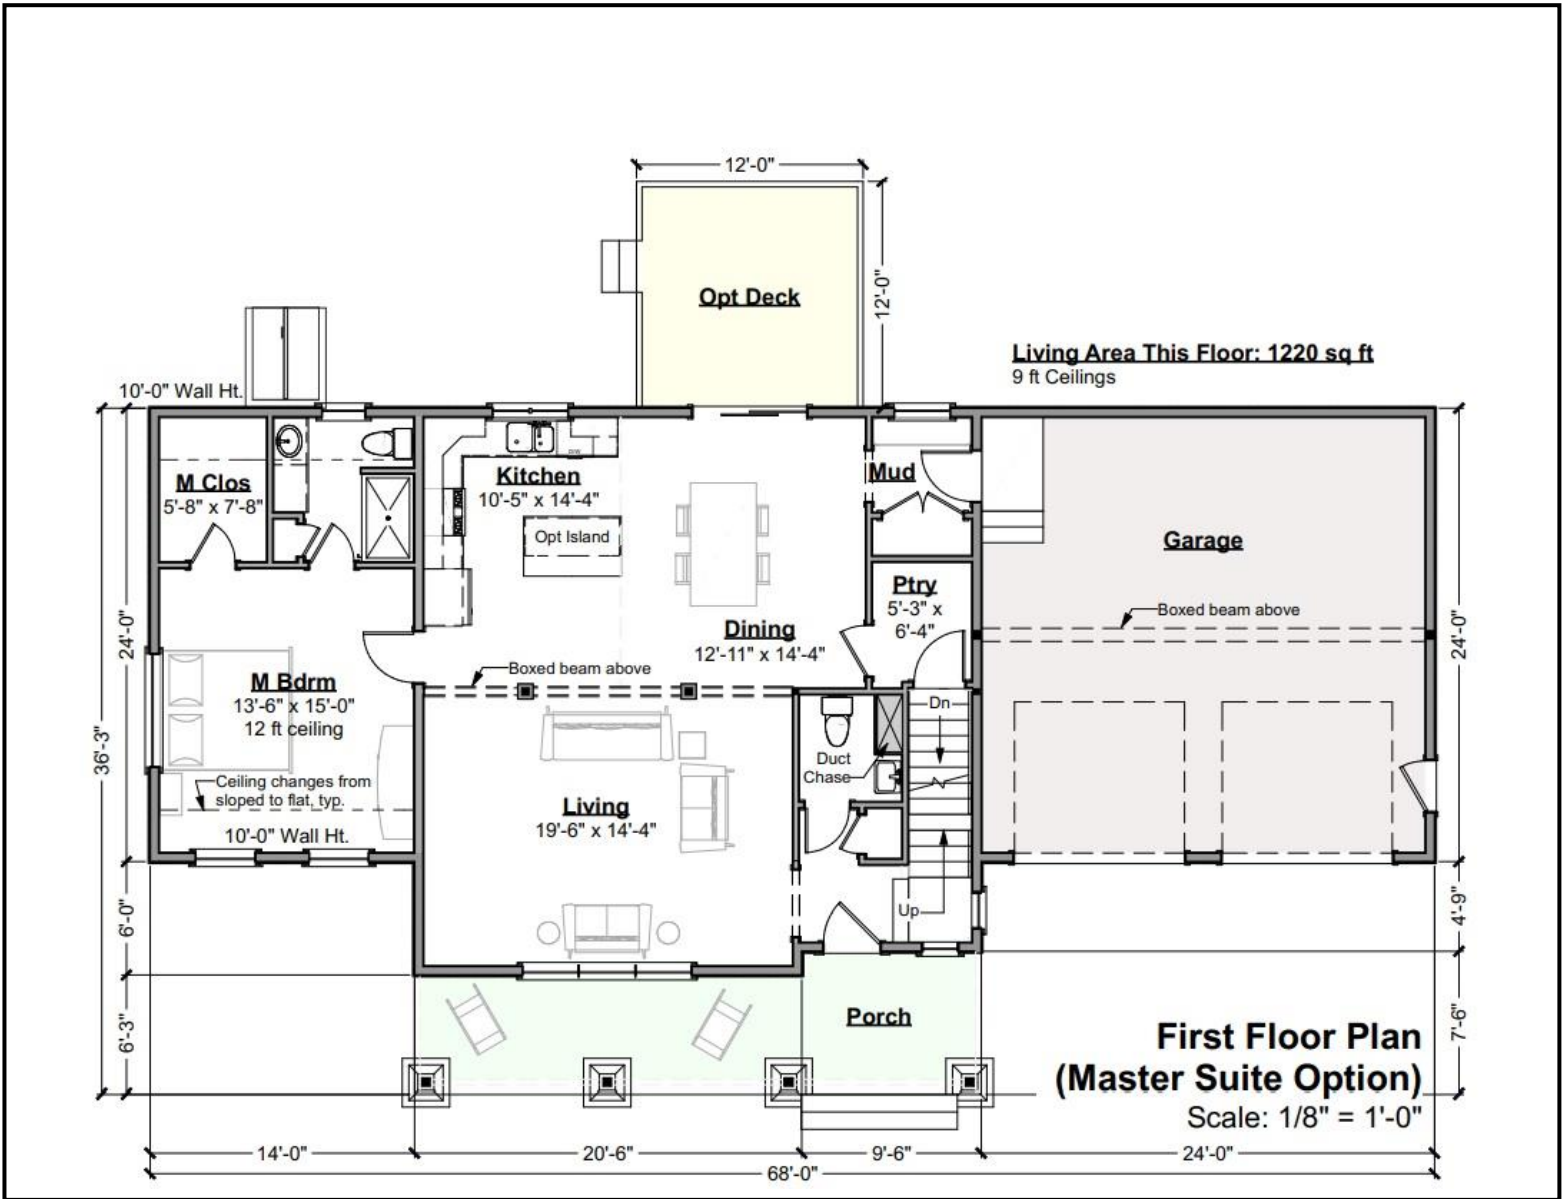 12'-0"
12'-0"
Opt Deck
Living Area This Floor: 1220 sq ft
9 ft Ceilings
10'-0" Wall Ht.
M Clos
5'-8" x 7'-8"
Kitchen
10'-5" x 14'-4"
DW
Opt Island
Mud
Garage
Ptry
5'-3" x
6'-4"
Boxed beam above
Dining
12'-11" x 14'-4"
Boxed beam above
24'-0"
24'-0"
36'-3"
M Bdrm
13'-6" x 15'-0"
12 ft ceiling
Ceiling changes from
sloped to flat, typ.
10'-0" Wall Ht.
Dn
Duct
Chase
Living
19'-6" x 14'-4"
Up
6'-0"
4'-9"
6'-3"
7'-6"
Porch
First Floor Plan
(Master Suite Option)
Scale: 1/8" = 1'-0"
14'-0"
20'-6"
9'-6"
24'-0"
68'-0"